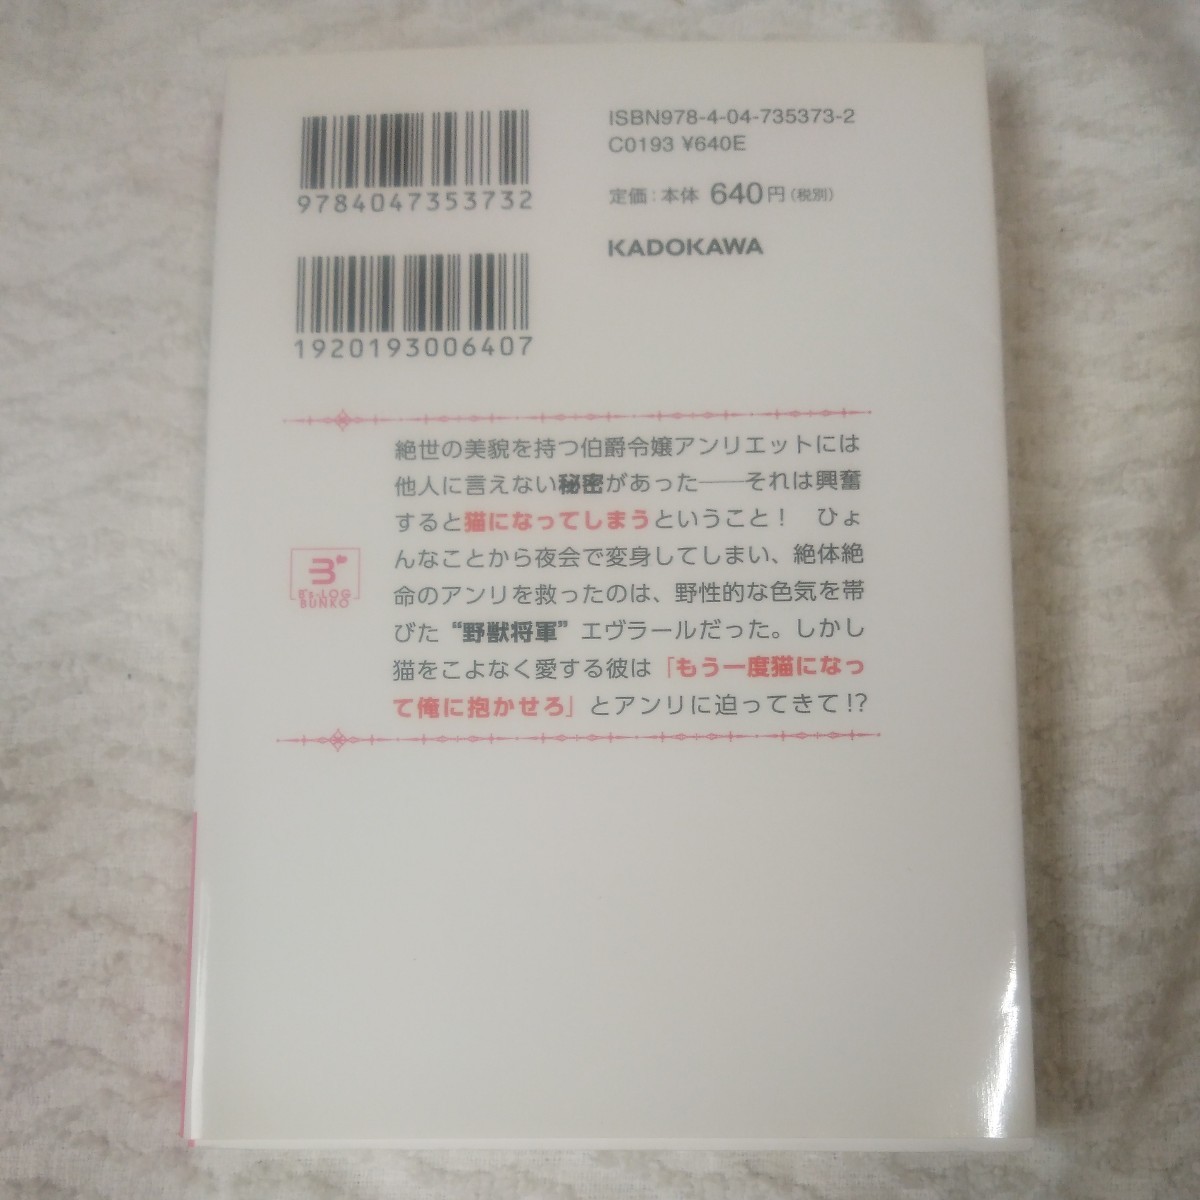 9784047353732
ISBN978-4-04-735373-2
C0193 ¥640E
定価：本体 640円（税別）
KADOKAWA
1920193006407
絶世の美貌を持つ伯爵令嬢アンリエットには
他人に言えない秘密があった――それは興奮
すると猫になってしまうということ！　ひょ
んなことから夜会で変身してしまい、絶体絶
命のアンリを救ったのは、野性的な色気を帯
びた“野獣将軍”エヴラールだった。しかし
猫をこよなく愛する彼は「もう一度猫になっ
て俺に抱かせろ」とアンリに迫ってきて!?
B's-LOG
BUNKO